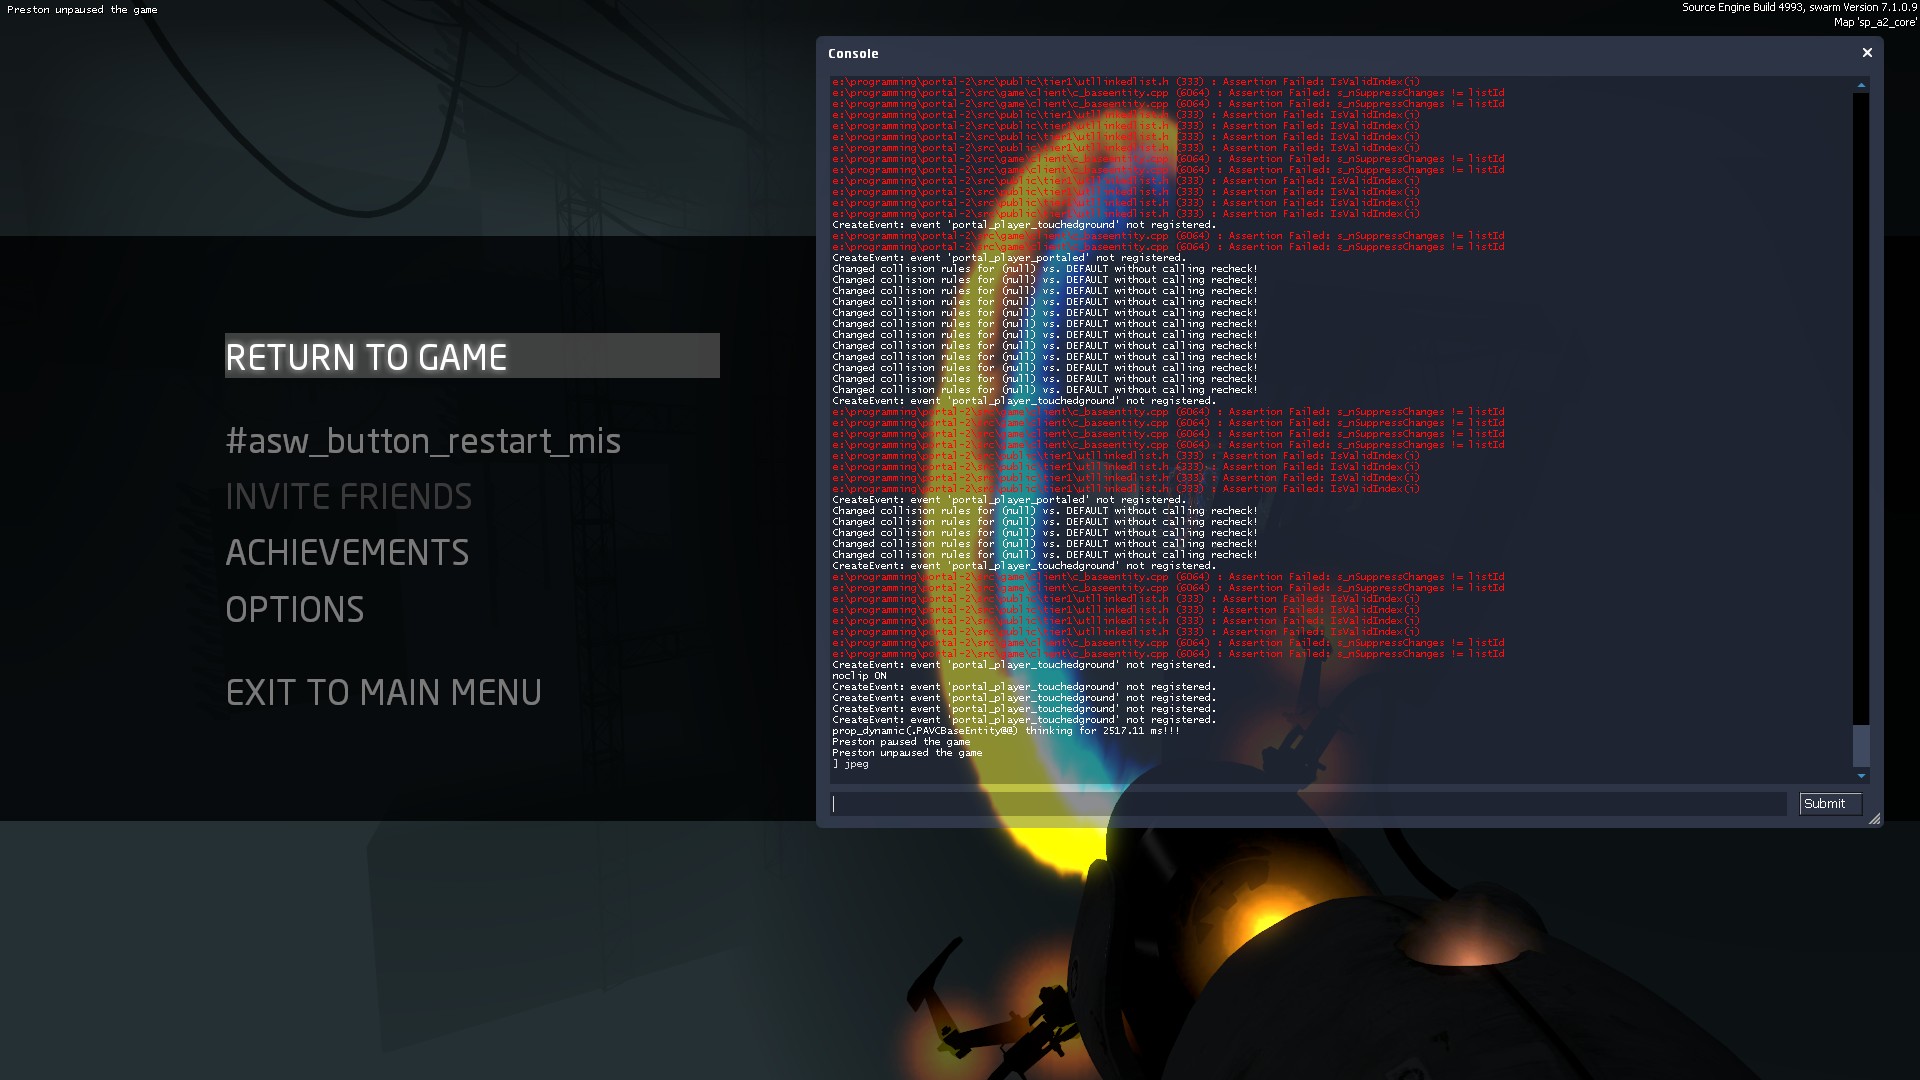 Preston unpaused the game
Source Engine Build 4993, swarm Version 7.1.0.9
Map 'sp_a2_core'
RETURN TO GAME
#asw_button_restart_mis
INVITE FRIENDS
ACHIEVEMENTS
OPTIONS
EXIT TO MAIN MENU
Console
e:\programming\portal-2\src\public\tier1\utllinkedlist.h (333) : Assertion Failed: IsValidIndex(i)
e:\programming\portal-2\src\game\client\c_baseentity.cpp (6064) : Assertion Failed: s_nSuppressChanges != listId
e:\programming\portal-2\src\game\client\c_baseentity.cpp (6064) : Assertion Failed: s_nSuppressChanges != listId
e:\programming\portal-2\src\public\tier1\utllinkedlist.h (333) : Assertion Failed: IsValidIndex(i)
e:\programming\portal-2\src\public\tier1\utllinkedlist.h (333) : Assertion Failed: IsValidIndex(i)
e:\programming\portal-2\src\public\tier1\utllinkedlist.h (333) : Assertion Failed: IsValidIndex(i)
e:\programming\portal-2\src\public\tier1\utllinkedlist.h (333) : Assertion Failed: IsValidIndex(i)
e:\programming\portal-2\src\game\client\c_baseentity.cpp (6064) : Assertion Failed: s_nSuppressChanges != listId
e:\programming\portal-2\src\game\client\c_baseentity.cpp (6064) : Assertion Failed: s_nSuppressChanges != listId
e:\programming\portal-2\src\public\tier1\utllinkedlist.h (333) : Assertion Failed: IsValidIndex(i)
e:\programming\portal-2\src\public\tier1\utllinkedlist.h (333) : Assertion Failed: IsValidIndex(i)
e:\programming\portal-2\src\public\tier1\utllinkedlist.h (333) : Assertion Failed: IsValidIndex(i)
e:\programming\portal-2\src\public\tier1\utllinkedlist.h (333) : Assertion Failed: IsValidIndex(i)
CreateEvent: event 'portal_player_touchedground' not registered.
e:\programming\portal-2\src\game\client\c_baseentity.cpp (6064) : Assertion Failed: s_nSuppressChanges != listId
e:\programming\portal-2\src\game\client\c_baseentity.cpp (6064) : Assertion Failed: s_nSuppressChanges != listId
CreateEvent: event 'portal_player_portaled' not registered.
Changed collision rules for (null) vs. DEFAULT without calling recheck!
Changed collision rules for (null) vs. DEFAULT without calling recheck!
Changed collision rules for (null) vs. DEFAULT without calling recheck!
Changed collision rules for (null) vs. DEFAULT without calling recheck!
Changed collision rules for (null) vs. DEFAULT without calling recheck!
Changed collision rules for (null) vs. DEFAULT without calling recheck!
Changed collision rules for (null) vs. DEFAULT without calling recheck!
Changed collision rules for (null) vs. DEFAULT without calling recheck!
Changed collision rules for (null) vs. DEFAULT without calling recheck!
Changed collision rules for (null) vs. DEFAULT without calling recheck!
Changed collision rules for (null) vs. DEFAULT without calling recheck!
Changed collision rules for (null) vs. DEFAULT without calling recheck!
CreateEvent: event 'portal_player_touchedground' not registered.
e:\programming\portal-2\src\game\client\c_baseentity.cpp (6064) : Assertion Failed: s_nSuppressChanges != listId
e:\programming\portal-2\src\game\client\c_baseentity.cpp (6064) : Assertion Failed: s_nSuppressChanges != listId
e:\programming\portal-2\src\game\client\c_baseentity.cpp (6064) : Assertion Failed: s_nSuppressChanges != listId
e:\programming\portal-2\src\game\client\c_baseentity.cpp (6064) : Assertion Failed: s_nSuppressChanges != listId
e:\programming\portal-2\src\public\tier1\utllinkedlist.h (333) : Assertion Failed: IsValidIndex(i)
e:\programming\portal-2\src\public\tier1\utllinkedlist.h (333) : Assertion Failed: IsValidIndex(i)
e:\programming\portal-2\src\public\tier1\utllinkedlist.h (333) : Assertion Failed: IsValidIndex(i)
e:\programming\portal-2\src\public\tier1\utllinkedlist.h (333) : Assertion Failed: IsValidIndex(i)
CreateEvent: event 'portal_player_portaled' not registered.
Changed collision rules for (null) vs. DEFAULT without calling recheck!
Changed collision rules for (null) vs. DEFAULT without calling recheck!
Changed collision rules for (null) vs. DEFAULT without calling recheck!
Changed collision rules for (null) vs. DEFAULT without calling recheck!
Changed collision rules for (null) vs. DEFAULT without calling recheck!
CreateEvent: event 'portal_player_touchedground' not registered.
e:\programming\portal-2\src\game\client\c_baseentity.cpp (6064) : Assertion Failed: s_nSuppressChanges != listId
e:\programming\portal-2\src\game\client\c_baseentity.cpp (6064) : Assertion Failed: s_nSuppressChanges != listId
e:\programming\portal-2\src\public\tier1\utllinkedlist.h (333) : Assertion Failed: IsValidIndex(i)
e:\programming\portal-2\src\public\tier1\utllinkedlist.h (333) : Assertion Failed: IsValidIndex(i)
e:\programming\portal-2\src\public\tier1\utllinkedlist.h (333) : Assertion Failed: IsValidIndex(i)
e:\programming\portal-2\src\public\tier1\utllinkedlist.h (333) : Assertion Failed: IsValidIndex(i)
e:\programming\portal-2\src\game\client\c_baseentity.cpp (6064) : Assertion Failed: s_nSuppressChanges != listId
e:\programming\portal-2\src\game\client\c_baseentity.cpp (6064) : Assertion Failed: s_nSuppressChanges != listId
CreateEvent: event 'portal_player_touchedground' not registered.
noclip ON
CreateEvent: event 'portal_player_touchedground' not registered.
CreateEvent: event 'portal_player_touchedground' not registered.
CreateEvent: event 'portal_player_touchedground' not registered.
CreateEvent: event 'portal_player_touchedground' not registered.
prop_dynamic(.PAVCBaseEntity@@) thinking for 2517.11 ms!!!
Preston paused the game
Preston unpaused the game
] jpeg
Submit